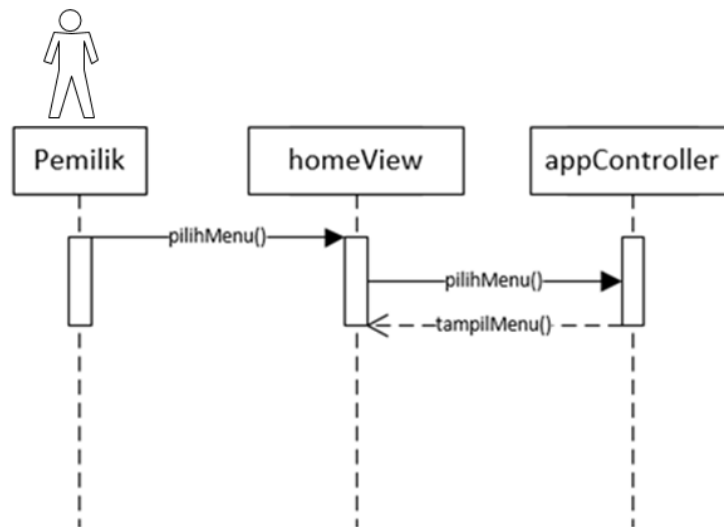 Pemilik
homeView
appController
pilihMenu()
pilihMenu()
tampilMenu()